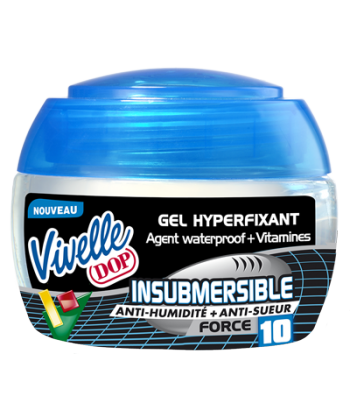 NOUVEAU
Vivelle
DOP
GEL HYPERFIXANT
Agent waterproof + Vitamines
INSUBMERSIBLE
ANTI-HUMIDITÉ + ANTI-SUEUR
FORCE 10